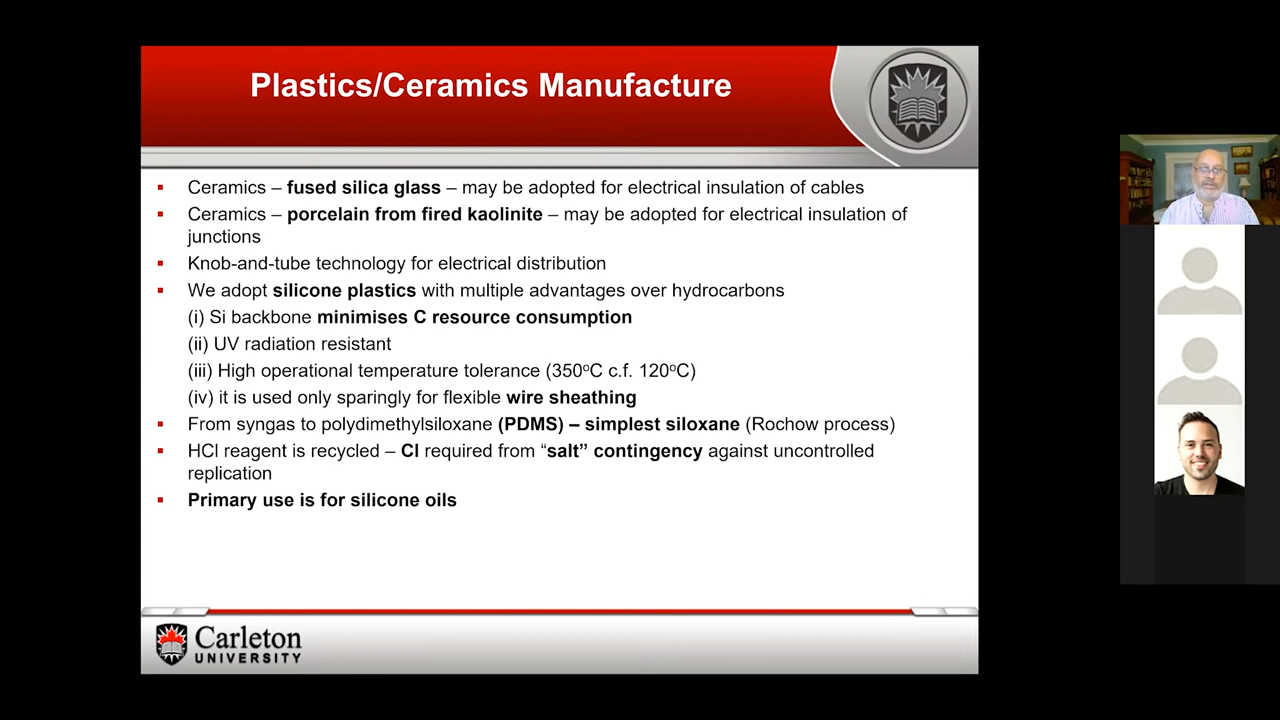 Plastics/Ceramics Manufacture
Ceramics – fused silica glass – may be adopted for electrical insulation of cables
Ceramics – porcelain from fired kaolinite – may be adopted for electrical insulation of
junctions
Knob-and-tube technology for electrical distribution
We adopt silicone plastics with multiple advantages over hydrocarbons
(i) Si backbone minimises C resource consumption
(ii) UV radiation resistant
(iii) High operational temperature tolerance (350ºC c.f. 120ºC)
(iv) it is used only sparingly for flexible wire sheathing
From syngas to polydimethylsiloxane (PDMS) – simplest siloxane (Rochow process)
HCl reagent is recycled – Cl required from “salt” contingency against uncontrolled
replication
Primary use is for silicone oils
Carleton
UNIVERSITY